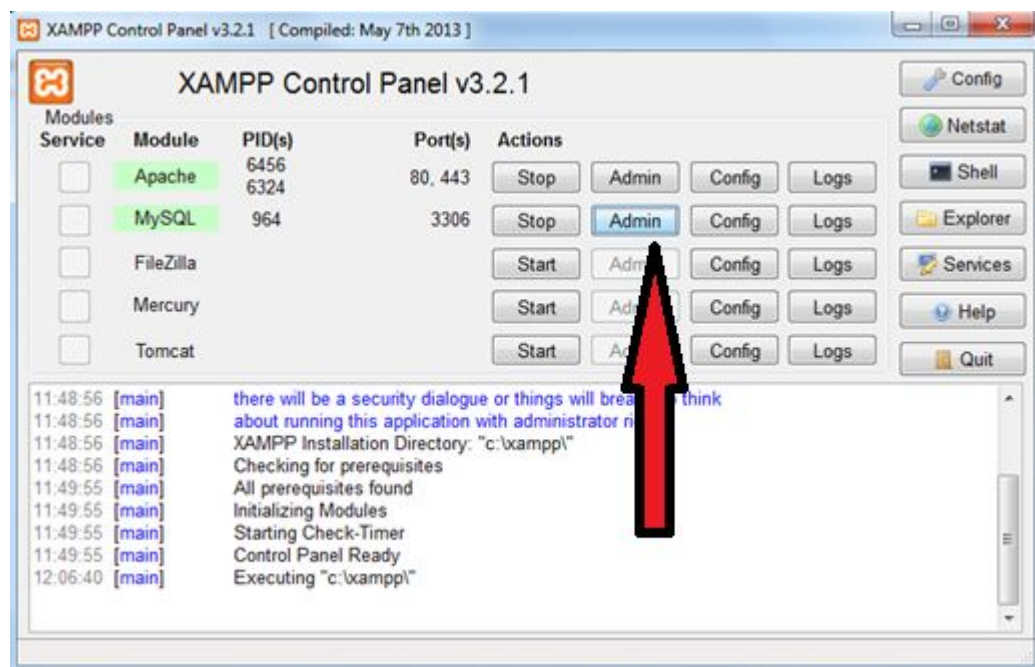 XAMPP Control Panel v3.2.1 [ Compiled: May 7th 2013 ]
XAMPP Control Panel v3.2.1
Config
Modules
Netstat
Service Module PID(s) Port(s) Actions
Apache 6456 6324 80, 443 Stop Admin Config Logs
Shell
MySQL 964 3306 Stop Admin Config Logs
Explorer
FileZilla Start Config Logs
Services
Mercury Start Config Logs
Help
Tomcat Start Config Logs
Quit
11:48:56 [main] there will be a security dialogue or things will think
11:48:56 [main] about running this application with administrator
11:48:56 [main] XAMPP Installation Directory: "c:\xampp\"
11:48:56 [main] Checking for prerequisites
11:49:55 [main] All prerequisites found
11:49:55 [main] Initializing Modules
11:49:55 [main] Starting Check-Timer
11:49:55 [main] Control Panel Ready
12:06:40 [main] Executing "c:\xampp\"